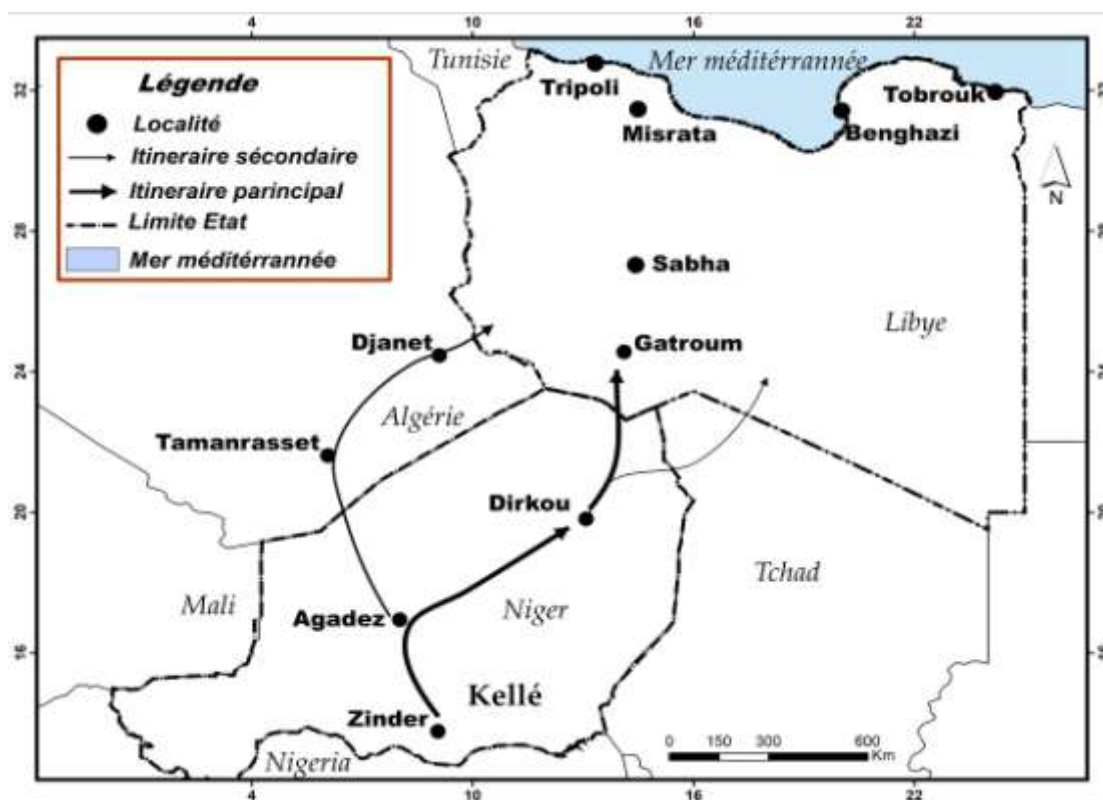 4 10 16 22
Légende
Localité
Itineraire sécondaire
Itineraire parincipal
Limite Etat
Mer méditérrannée
Tunisie
Mer méditérrannée
Tripoli
Misrata
Benghazi
Tobrouk
N
32
28
Sabha
Libye
Djanet
Gatroum
24
24
Algérie
Tamanrasset
20
Dirkou
Tchad
Mali
Niger
Agadez
16
Kellé
Zinder
Nigeria
0 150 300 600
Km
4 10 16 22